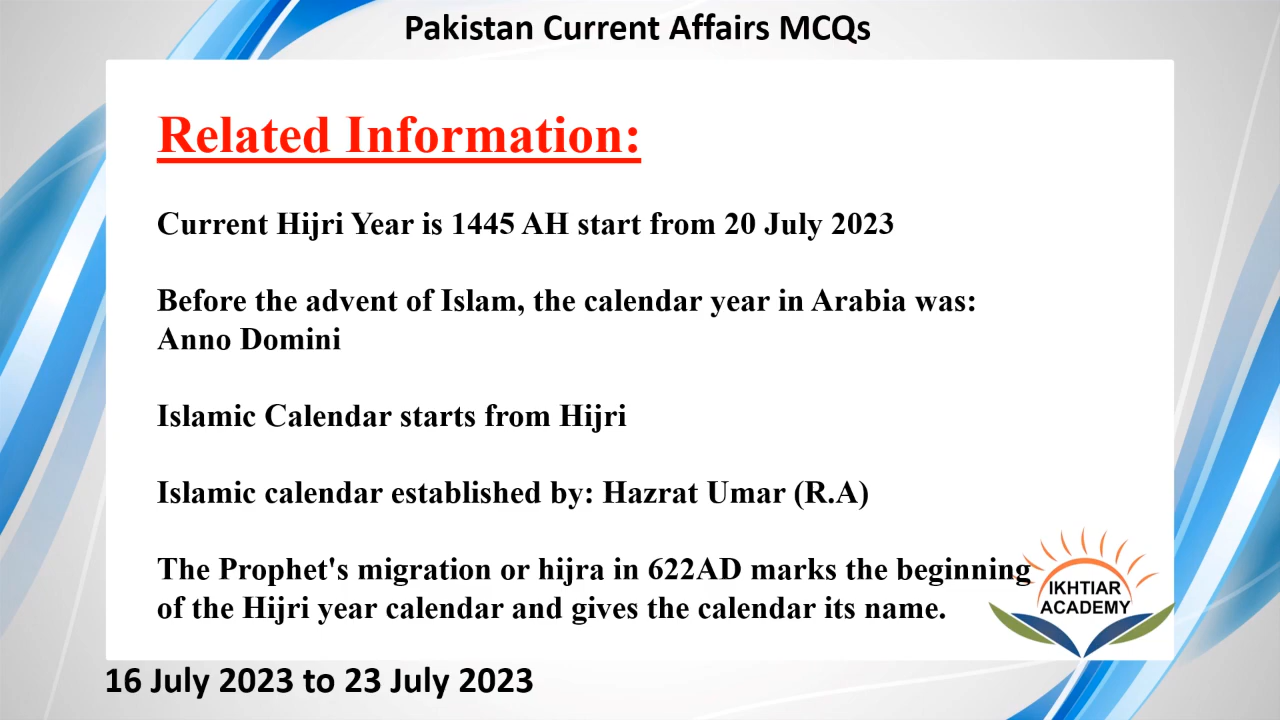 Pakistan Current Affairs MCQs
Related Information:
Current Hijri Year is 1445 AH start from 20 July 2023
Before the advent of Islam, the calendar year in Arabia was:
Anno Domini
Islamic Calendar starts from Hijri
Islamic calendar established by: Hazrat Umar (R.A)
The Prophet's migration or hijra in 622AD marks the beginning
of the Hijri year calendar and gives the calendar its name.
IKHTIAR
ACADEMY
16 July 2023 to 23 July 2023